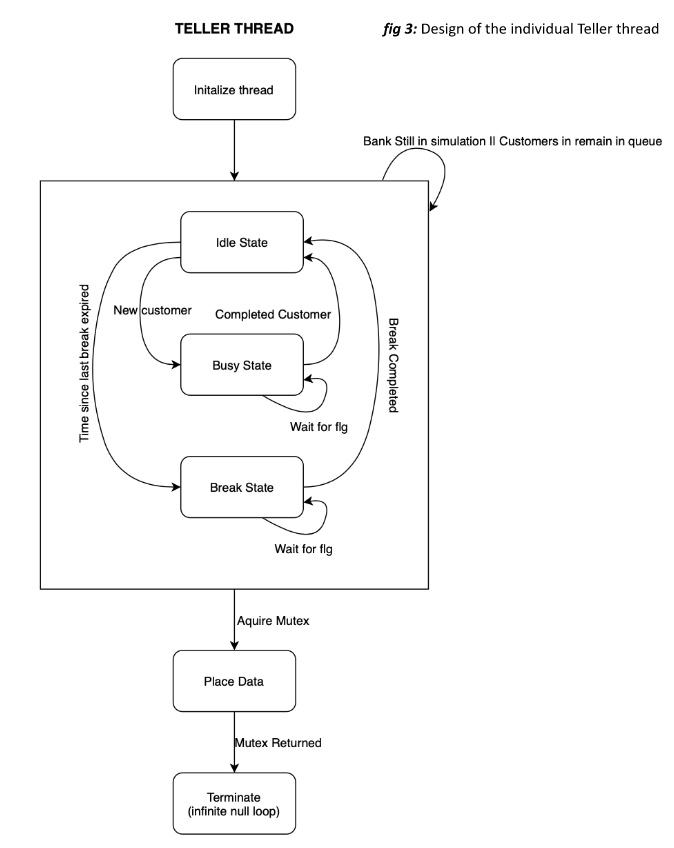 TELLER THREAD
fig 3: Design of the individual Teller thread
Initalize thread
Bank Still in simulation II Customers in remain in queue
Idle State
New customer
Completed Customer
Time since last break expired
Break Completed
Busy State
Wait for flg
Break State
Wait for flg
Aquire Mutex
Place Data
Mutex Returned
Terminate
(infinite null loop)